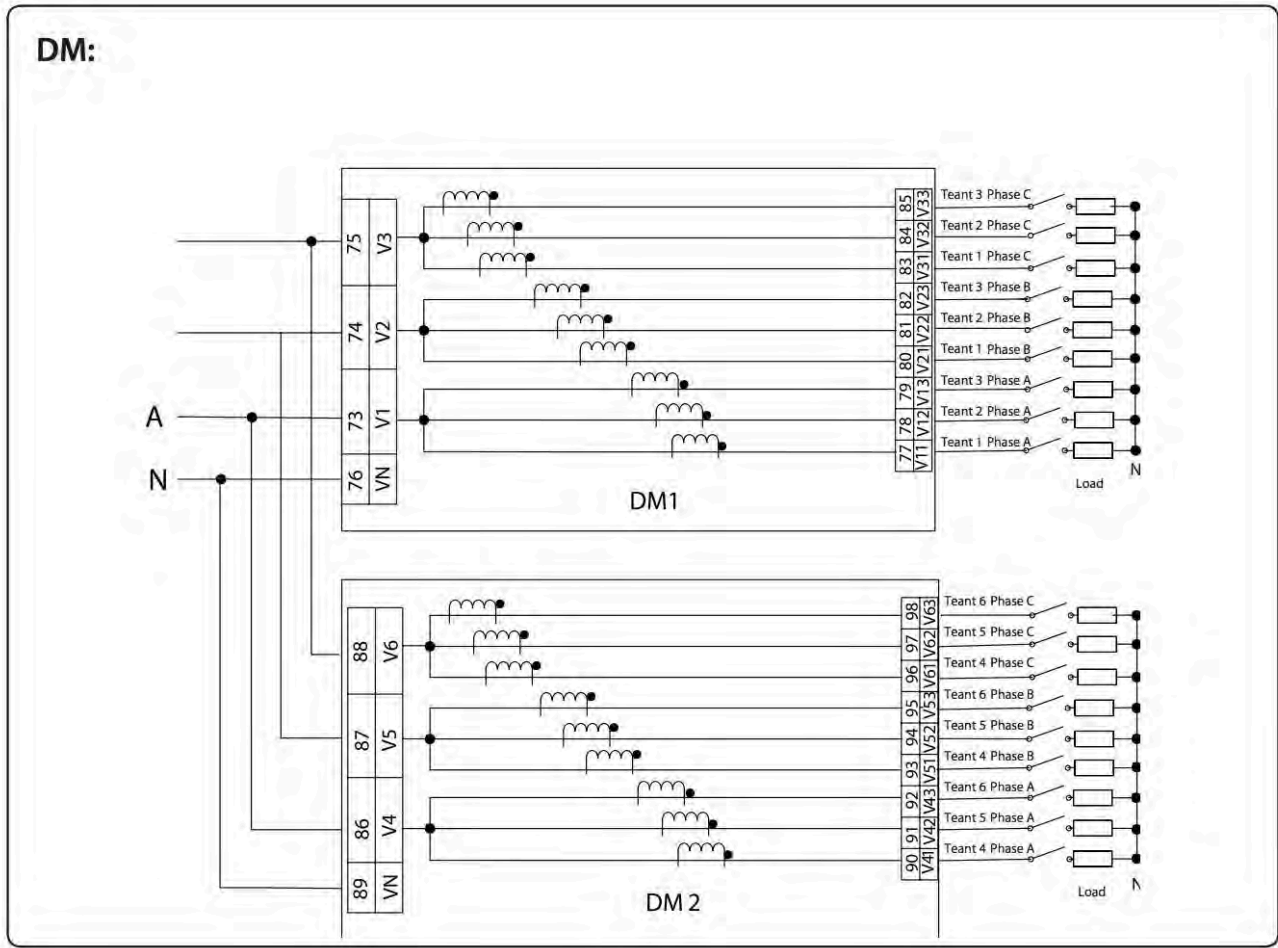 DM:
85 V33 Teant 3 Phase C
84 V32 Teant 2 Phase C
75 V3
83 V31 Teant 1 Phase C
82 V23 Teant 3 Phase B
74 V2
81 V22 Teant 2 Phase B
80 V21 Teant 1 Phase B
79 V13 Teant 3 Phase A
A
73 V1
78 V12 Teant 2 Phase A
77 V11 Teant 1 Phase A
N
76 VN
N
Load
DM1
98 V63 Teant 6 Phase C
97 V62 Teant 5 Phase C
88 V6
96 V61 Teant 4 Phase C
95 V53 Teant 6 Phase B
87 V5
94 V52 Teant 5 Phase B
93 V51 Teant 4 Phase B
92 V43 Teant 6 Phase A
86 V4
91 V42 Teant 5 Phase A
90 V41 Teant 4 Phase A
89 VN
Load
N
DM 2